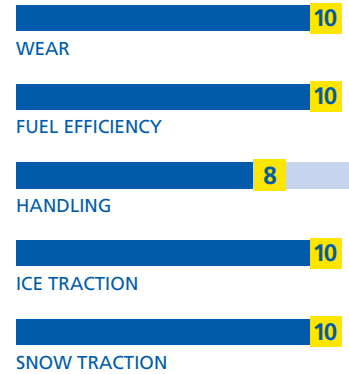 10
WEAR
10
FUEL EFFICIENCY
8
HANDLING
10
ICE TRACTION
10
SNOW TRACTION